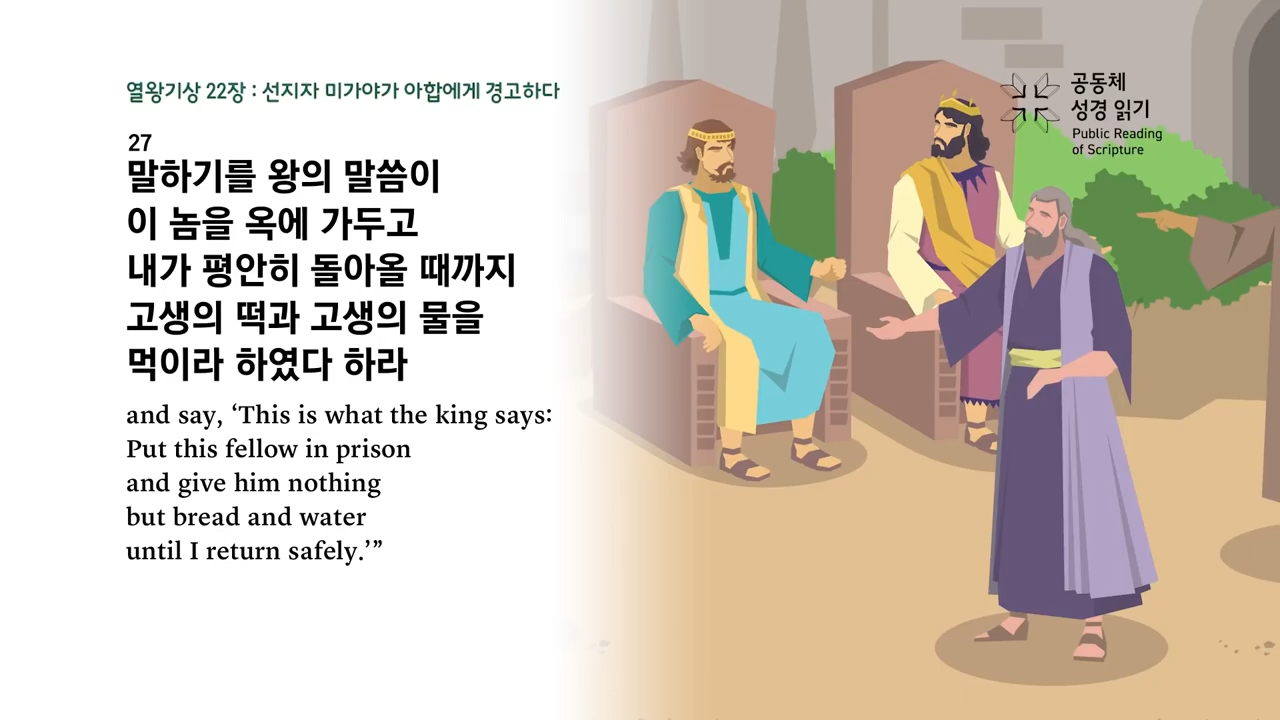 열왕기상 22장 : 선지자 미가야가 아합에게 경고하다
27
말하기를 왕의 말씀이
이 놈을 옥에 가두고
내가 평안히 돌아올 때까지
고생의 떡과 고생의 물을
먹이라 하였다 하라
and say, ‘This is what the king says:
Put this fellow in prison
and give him nothing
but bread and water
until I return safely.’”
공동체
성경 읽기
Public Reading
of Scripture